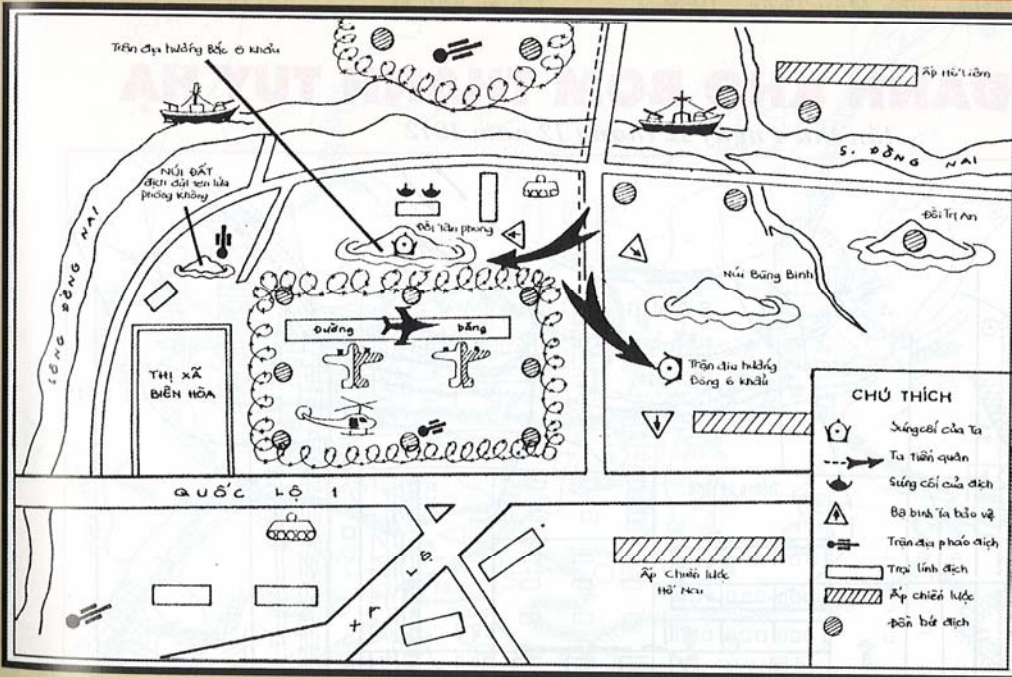 Trận địa hướng Bắc 6 khẩu
Ấp Hố Liêm
S. ĐỒNG NAI
NÚI ĐẤT
địch đặt tên lửa
phòng không
Đồi Tân phong
Đồi Trị An
Núi Bửng Bình
SÔNG ĐỒNG NAI
Đường băng
THỊ XÃ
BIÊN HÒA
Trận địa hướng
Đông 6 khẩu
QUỐC LỘ 1
Ấp Chiến lược
Hố Nai
CHÚ THÍCH
Súng cối của ta
Ta tiến quân
Súng cối của địch
Bộ binh ta bảo vệ
Trận địa pháo địch
Trại lính địch
Ấp chiến lược
Đồn bót địch